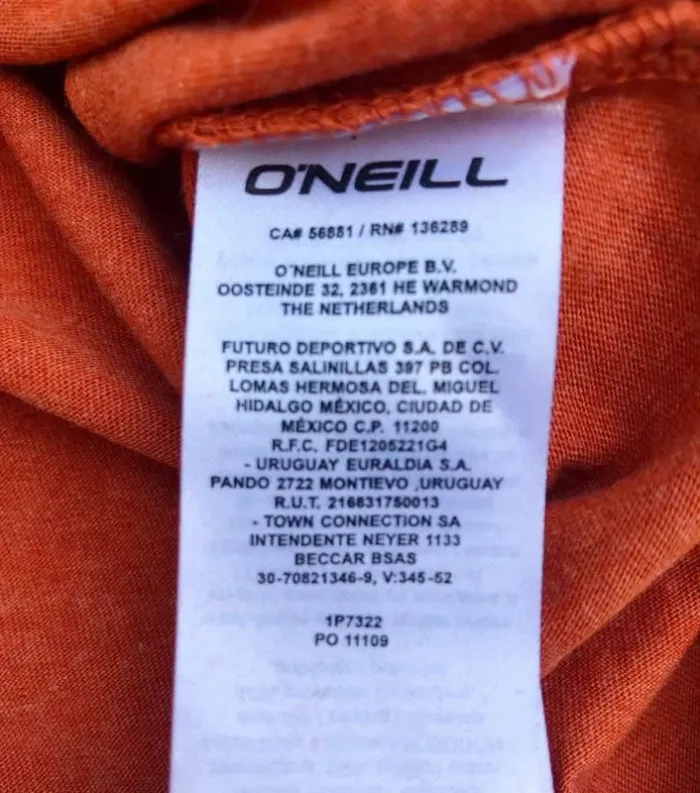 O'NEILL
CA# 56881 / RN# 136289
O'NEILL EUROPE B.V.
OOSTEINDE 32, 2361 HE WARMOND
THE NETHERLANDS
FUTURO DEPORTIVO S.A. DE C.V.
PRESA SALINILLAS 397 PB COL.
LOMAS HERMOSA DEL. MIGUEL
HIDALGO MÉXICO, CIUDAD DE
MÉXICO C.P. 11200
R.F.C. FDE1205221G4
- URUGUAY EURALDIA S.A.
PANDO 2722 MONTIEVO ,URUGUAY
R.U.T. 216831750013
- TOWN CONNECTION SA
INTENDENTE NEYER 1133
BECCAR BSAS
30-70821346-9, V:345-52
1P7322
PO 11109